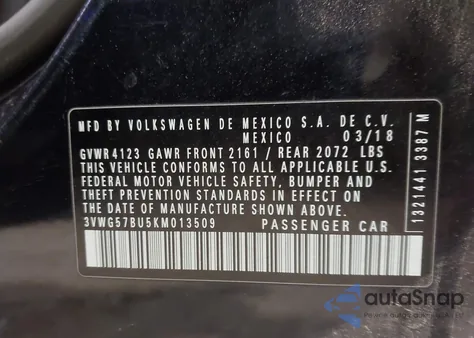 MFD BY VOLKSWAGEN DE MEXICO S.A. DE C.V.
MEXICO 03/18
GVWR 4123 GAWR FRONT 2161 / REAR 2072 LBS
THIS VEHICLE CONFORMS TO ALL APPLICABLE U.S.
FEDERAL MOTOR VEHICLE SAFETY, BUMPER AND
THEFT PREVENTION STANDARDS IN EFFECT ON
THE DATE OF MANUFACTURE SHOWN ABOVE.
3VWG57BU5KM013509 PASSENGER CAR
1321441 3387 M
autoSnap